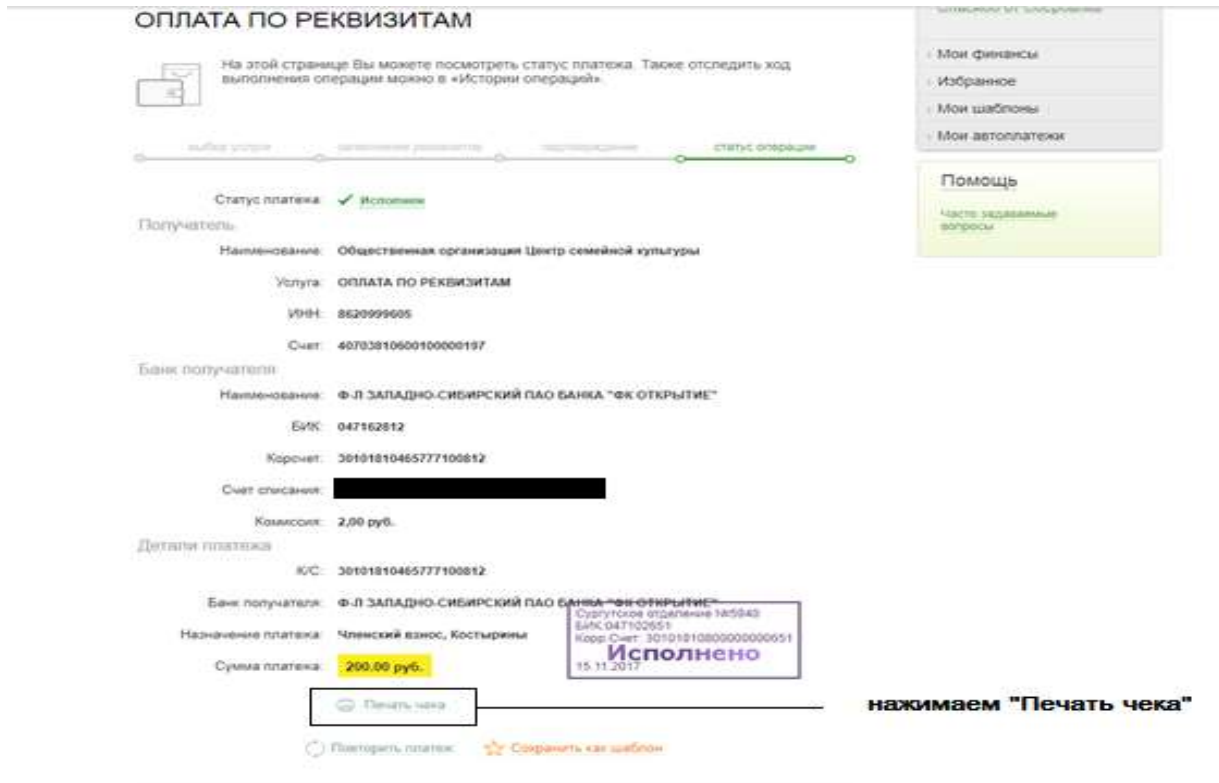 ОПЛАТА ПО РЕКВИЗИТАМ
На этой странице Вы можете посмотреть статус платежа. Также отследить ход
выполнения операции можно в «Истории операций».
выбор услуги заполнение реквизитов подтверждение статус операции
Статус платежа: Исполнен
Получатель
Наименование: Общественная организация Центр семейной культуры
Услуга: ОПЛАТА ПО РЕКВИЗИТАМ
ИНН: 8620999605
Счет: 40703810600100000197
Банк получателя
Наименование: Ф-Л ЗАПАДНО-СИБИРСКИЙ ПАО БАНКА "ФК ОТКРЫТИЕ"
БИК: 047162812
Корсчет: 30101810465777100812
Счет списания:
Комиссия: 2,00 руб.
Детали платежа
К/С: 30101810465777100812
Банк получателя: Ф-Л ЗАПАДНО-СИБИРСКИЙ ПАО БАНКА "ФК ОТКРЫТИЕ"
Назначение платежа: Членский взнос, Костырины
Сумма платежа: 200.00 руб.
Сургутское отделение №5940
БИК 047102651
Корр.Счет: 30101810800000000651
Исполнено
15.11.2017
Печать чека
нажимаем "Печать чека"
Повторить платеж
Сохранить как шаблон
Мои финансы
Избранное
Мои шаблоны
Мои автоплатежи
Помощь
Часто задаваемые
вопросы